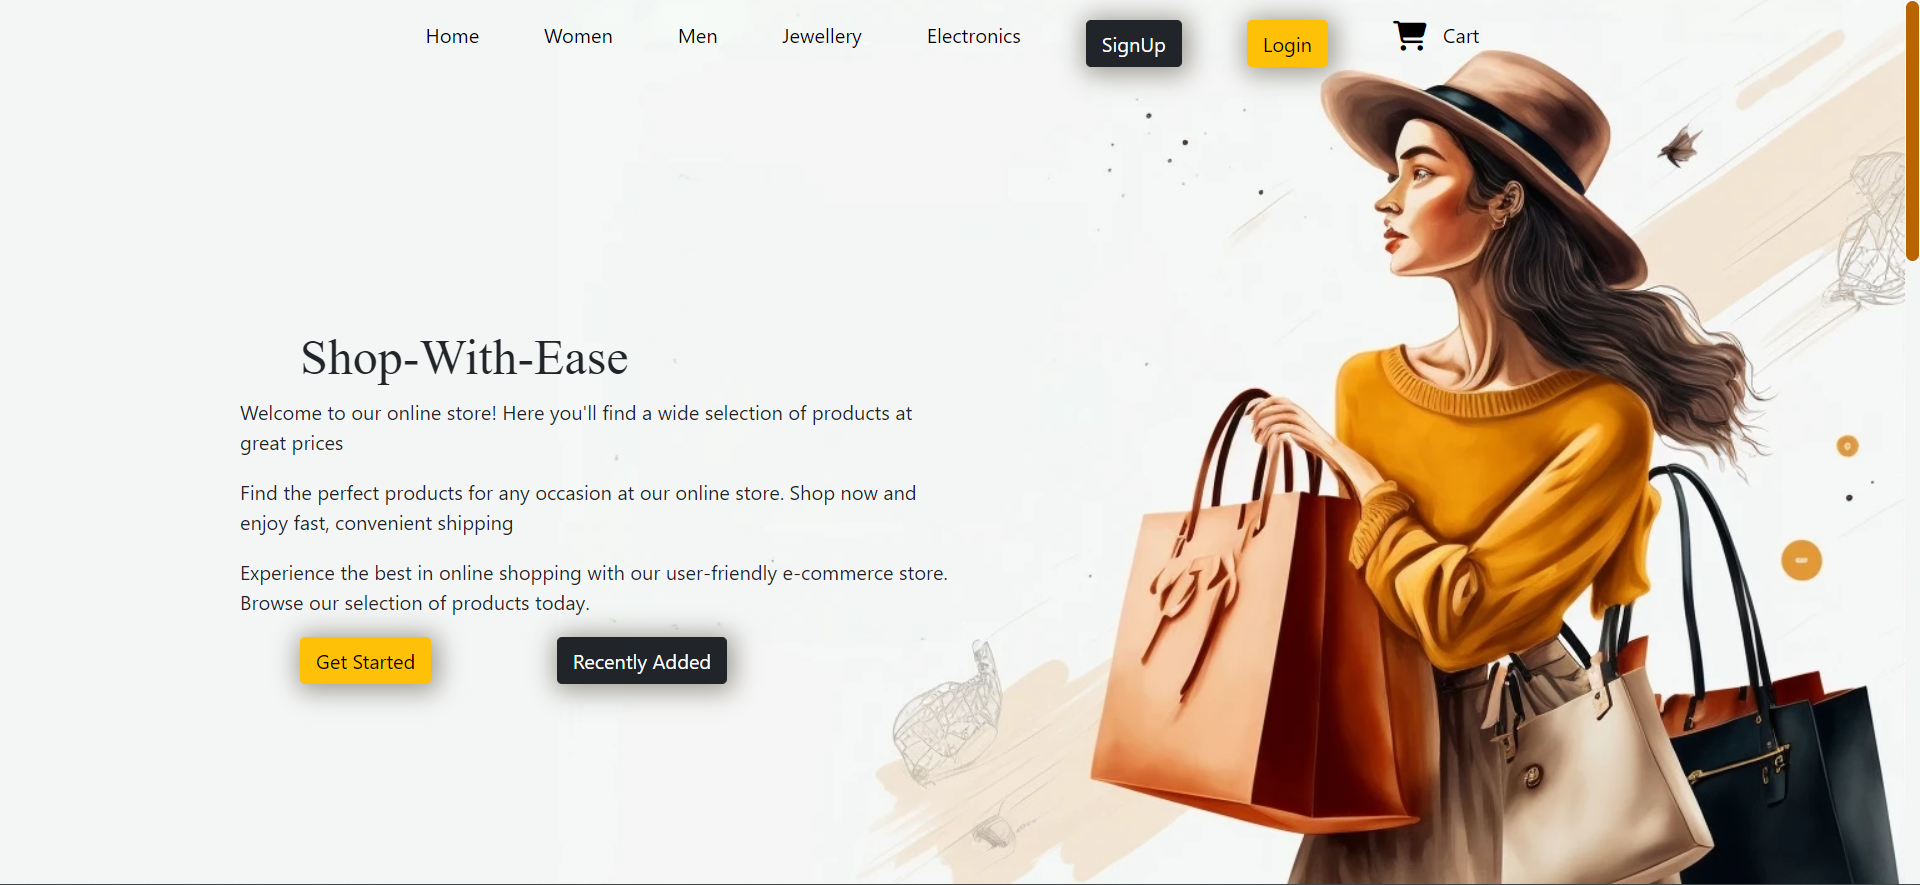 Home Women Men Jewellery Electronics SignUp Login Cart
Shop-With-Ease
Welcome to our online store! Here you'll find a wide selection of products at
great prices
Find the perfect products for any occasion at our online store. Shop now and
enjoy fast, convenient shipping
Experience the best in online shopping with our user-friendly e-commerce store.
Browse our selection of products today.
Get Started Recently Added